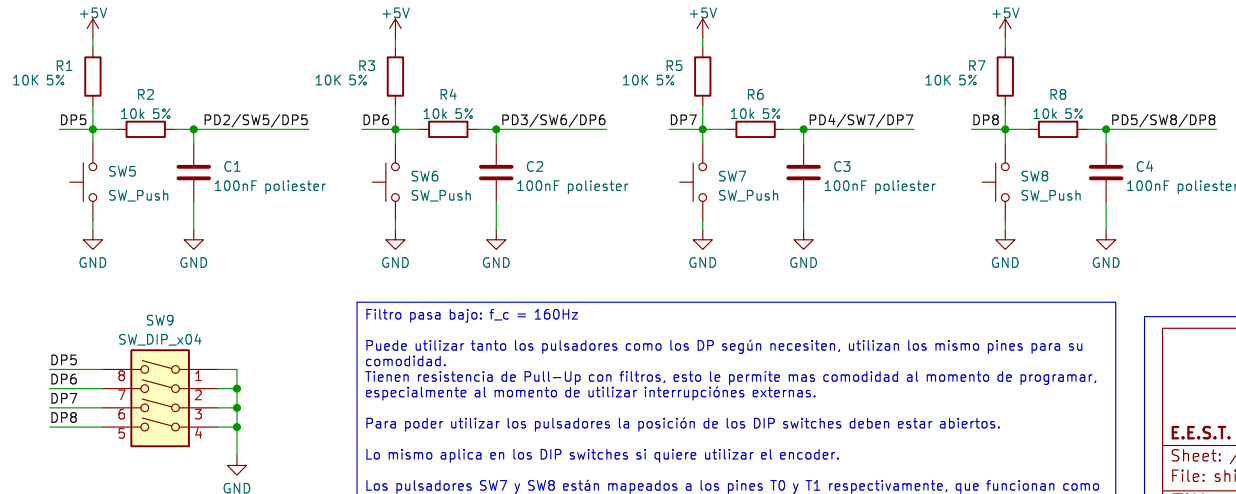 +5V
+5V
+5V
+5V
R1
10K 5%
R3
10K 5%
R5
10K 5%
R7
10K 5%
R2
10k 5%
R4
10k 5%
R6
10k 5%
R8
10k 5%
DP5
PD2/SW5/DP5
DP6
PD3/SW6/DP6
DP7
PD4/SW7/DP7
DP8
PD5/SW8/DP8
SW5
SW_Push
C1
100nF poliester
SW6
SW_Push
C2
100nF poliester
SW7
SW_Push
C3
100nF poliester
SW8
SW_Push
C4
100nF poliester
GND
GND
GND
GND
GND
GND
GND
GND
SW9
SW_DIP_x04
DP5
8
1
DP6
7
2
DP7
6
3
DP8
5
4
GND
Filtro pasa bajo: f_c = 160Hz
Puede utilizar tanto los pulsadores como los DP según necesiten, utilizan los mismo pines para su
comodidad.
Tienen resistencia de Pull-Up con filtros, esto le permíte mas comodidad al momento de programar,
especialmente al momento de utilizar interrupciónes externas.
Para poder utilizar los pulsadores la posición de los DIP switches deben estar abiertos.
Lo mismo aplica en los DIP switches si quiere utilizar el encoder.
Los pulsadores SW7 y SW8 están mapeados a los pines T0 y T1 respectivamente, que funcionan como
E.E.S.T.
Sheet: /
File: shi